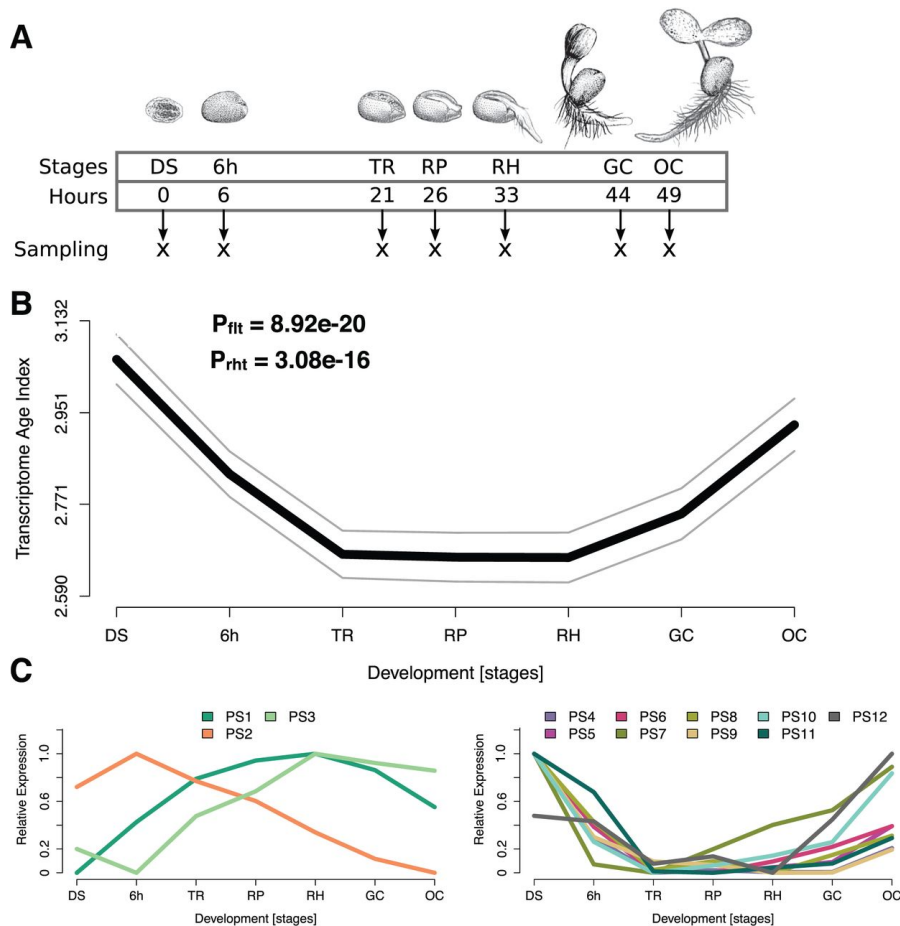 A
Stages DS 6h TR RP RH GC OC
Hours 0 6 21 26 33 44 49
Sampling x x x x x x x
B
Pflt = 8.92e-20
Prht = 3.08e-16
Transcriptome Age Index
3.132
2.951
2.771
2.590
DS 6h TR RP RH GC OC
Development [stages]
C
PS1 PS3
PS2
Relative Expression
1.0
0.6
0.2
0
DS 6h TR RP RH GC OC
Development [stages]
PS4 PS6 PS8 PS10 PS12
PS5 PS7 PS9 PS11
Relative Expression
1.0
0.6
0.2
0
DS 6h TR RP RH GC OC
Development [stages]